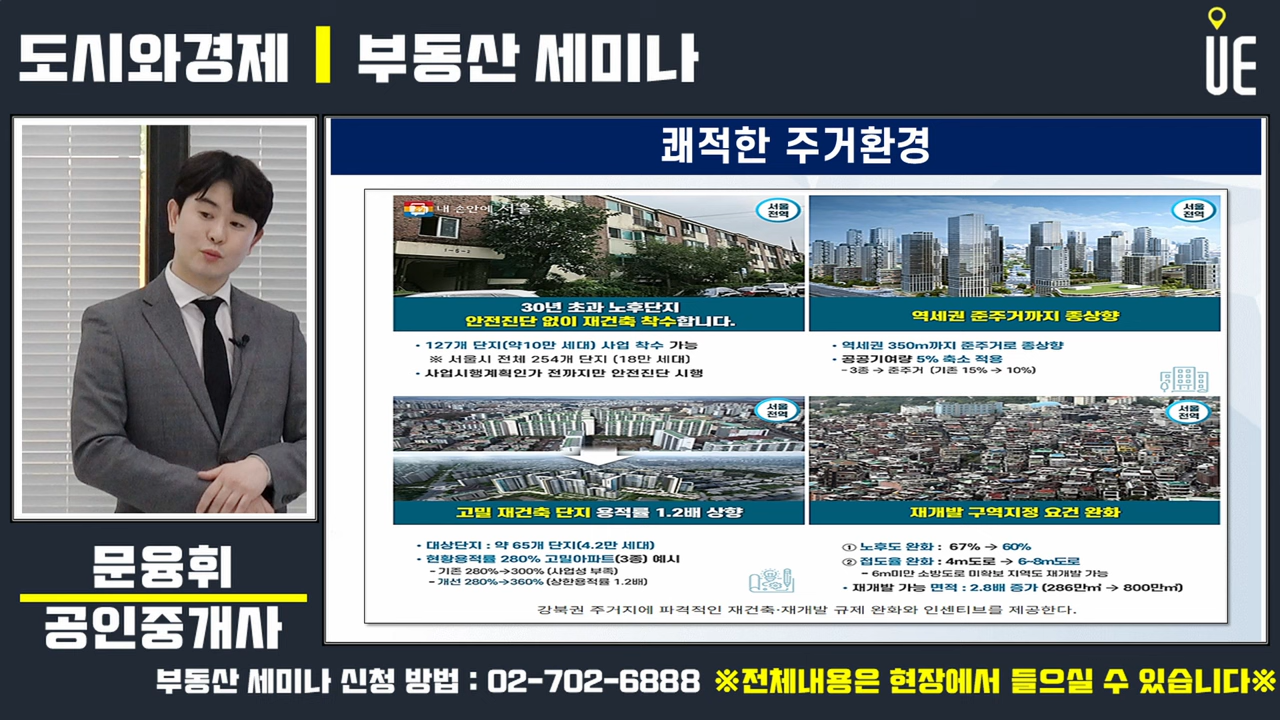 도시와경제 | 부동산 세미나
UE
쾌적한 주거환경
내 손안에 서울
서울
전역
30년 초과 노후단지
안전진단 없이 재건축 착수합니다.
• 127개 단지(약10만 세대) 사업 착수 가능
※ 서울시 전체 254개 단지 (18만 세대)
• 사업시행계획인가 전까지만 안전진단 시행
서울
전역
역세권 준주거까지 종상향
• 역세권 350m까지 준주거로 종상향
• 공공기여량 5% 축소 적용
- 3종 → 준주거 (기존 15% → 10%)
서울
전역
고밀 재건축 단지 용적률 1.2배 상향
• 대상단지 : 약 65개 단지(4.2만 세대)
• 현황용적률 280% 고밀아파트(3종) 예시
- 기존 280%→300% (사업성 부족)
- 개선 280%→360% (상한용적률 1.2배)
서울
전역
재개발 구역지정 요건 완화
① 노후도 완화 : 67% → 60%
② 접도율 완화 : 4m도로 → 6~8m도로
- 6m미만 소방도로 미확보 지역도 재개발 가능
• 재개발 가능 면적 : 2.8배 증가 (286만㎡ → 800만㎡)
강북권 주거지에 파격적인 재건축·재개발 규제 완화와 인센티브를 제공한다.
문융휘
공인중개사
부동산 세미나 신청 방법 : 02-702-6888 ※전체내용은 현장에서 들으실 수 있습니다※